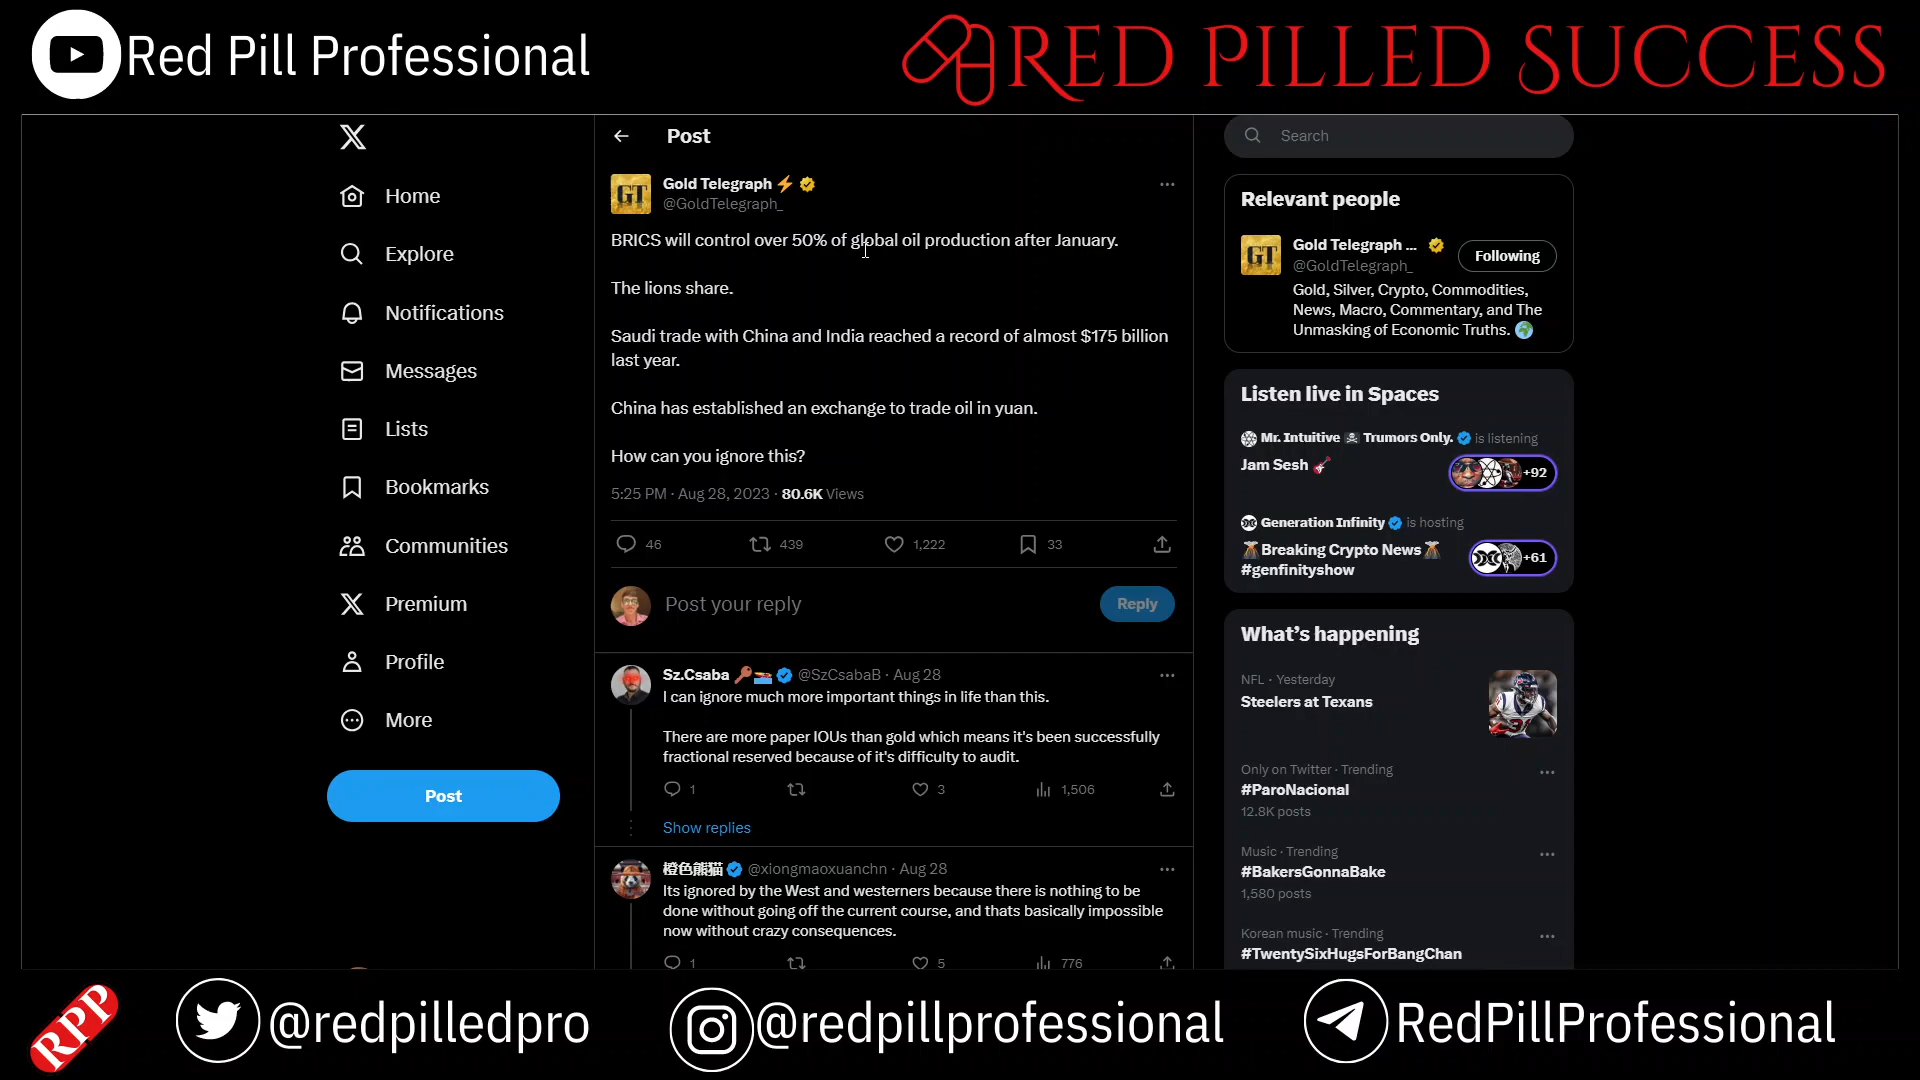 Red Pill Professional
RED PILLED SUCCESS
Home
Explore
Notifications
Messages
Lists
Bookmarks
Communities
Premium
Profile
More
Post
Post
GT
Gold Telegraph
@GoldTelegraph_
BRICS will control over 50% of global oil production after January.
The lions share.
Saudi trade with China and India reached a record of almost $175 billion
last year.
China has established an exchange to trade oil in yuan.
How can you ignore this?
5:25 PM · Aug 28, 2023 · 80.6K Views
46 439 1,222 33
Post your reply
Reply
Sz.Csaba @SzCsabaB · Aug 28
I can ignore much more important things in life than this.
There are more paper IOUs than gold which means it's been successfully
fractional reserved because of it's difficulty to audit.
1 3 1,506
Show replies
橙色熊猫 @xiongmaoxuanchn · Aug 28
Its ignored by the West and westerners because there is nothing to be
done without going off the current course, and thats basically impossible
now without crazy consequences.
1 5 776
Search
Relevant people
GT
Gold Telegraph ...
@GoldTelegraph_
Following
Gold, Silver, Crypto, Commodities,
News, Macro, Commentary, and The
Unmasking of Economic Truths.
Listen live in Spaces
Mr. Intuitive Trumors Only. is listening
Jam Sesh
+92
Generation Infinity is hosting
Breaking Crypto News
#genfinityshow
+61
What's happening
NFL · Yesterday
Steelers at Texans
Only on Twitter · Trending
#ParoNacional
12.8K posts
Music · Trending
#BakersGonnaBake
1,580 posts
Korean music · Trending
#TwentySixHugsForBangChan
RPP
@redpilledpro
@redpillprofessional
RedPillProfessional